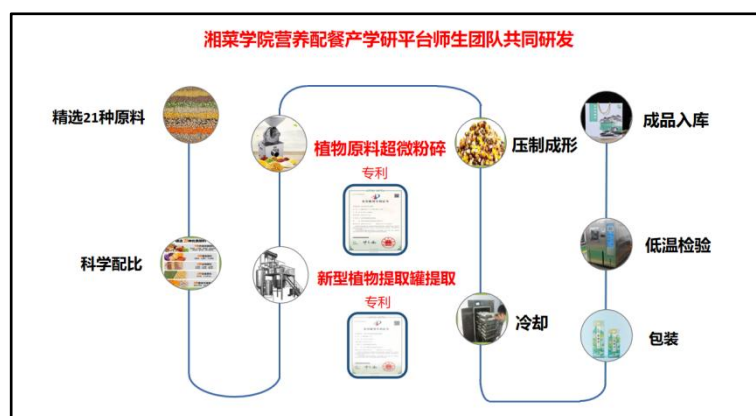 湘菜学院营养配餐产学研平台师生团队共同研发
精选21种原料
科学配比
新型植物提取罐提取
专利
植物原料超微粉碎
专利
压制成形
冷却
包装
低温检验
成品入库